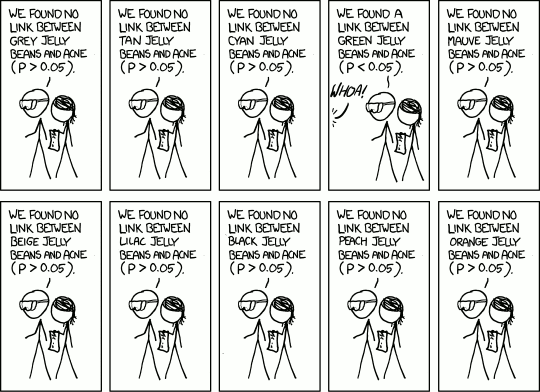 WE FOUND NO
LINK BETWEEN
GREY JELLY
BEANS AND ACNE
(P > 0.05).
WE FOUND NO
LINK BETWEEN
TAN JELLY
BEANS AND ACNE
(P > 0.05).
WE FOUND NO
LINK BETWEEN
CYAN JELLY
BEANS AND ACNE
(P > 0.05).
WE FOUND A
LINK BETWEEN
GREEN JELLY
BEANS AND ACNE
(P < 0.05).
WHOA!
WE FOUND NO
LINK BETWEEN
MAUVE JELLY
BEANS AND ACNE
(P > 0.05).
WE FOUND NO
LINK BETWEEN
BEIGE JELLY
BEANS AND ACNE
(P > 0.05).
WE FOUND NO
LINK BETWEEN
LILAC JELLY
BEANS AND ACNE
(P > 0.05).
WE FOUND NO
LINK BETWEEN
BLACK JELLY
BEANS AND ACNE
(P > 0.05).
WE FOUND NO
LINK BETWEEN
PEACH JELLY
BEANS AND ACNE
(P > 0.05).
WE FOUND NO
LINK BETWEEN
ORANGE JELLY
BEANS AND ACNE
(P > 0.05).